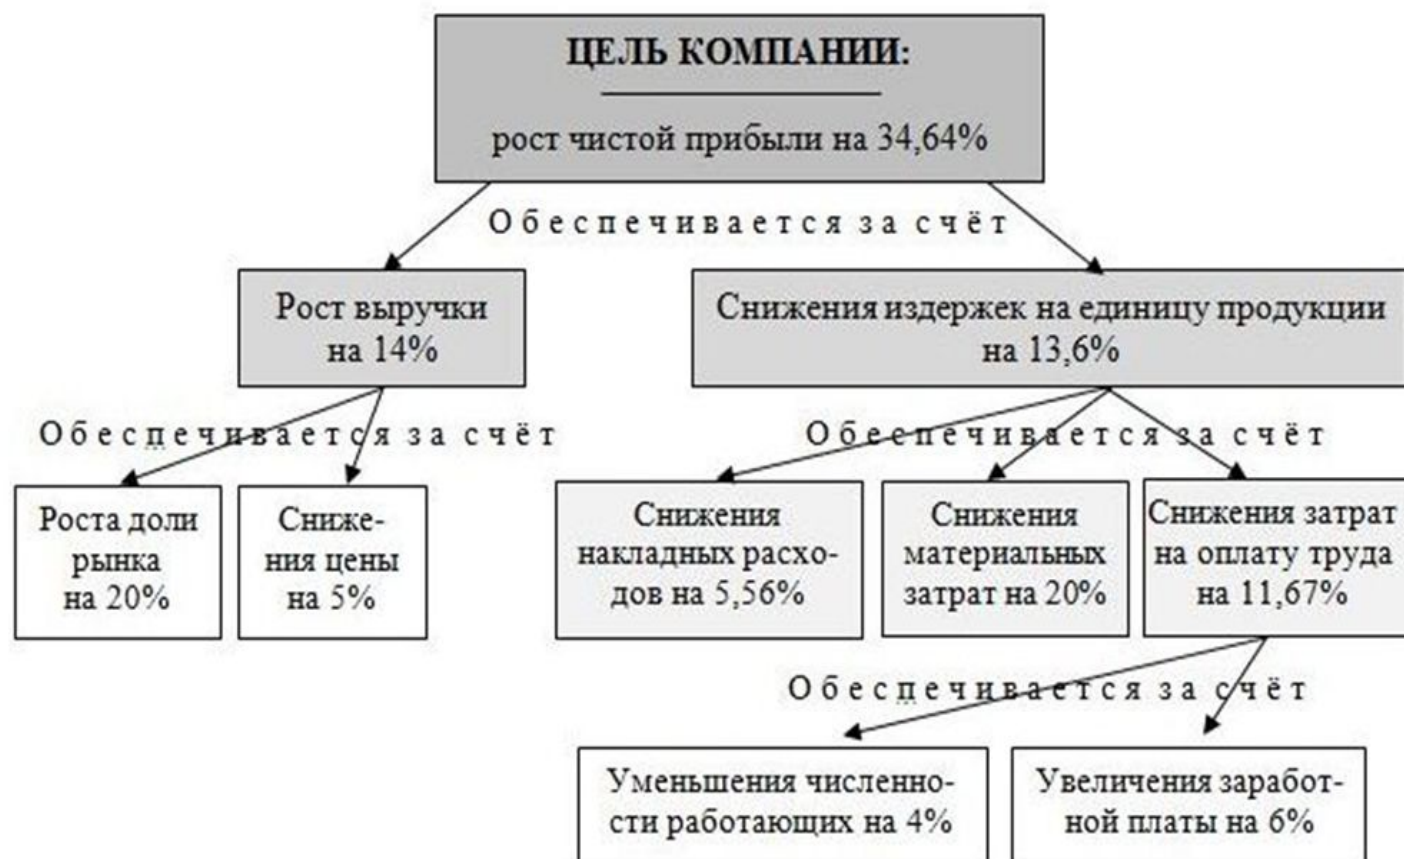 ЦЕЛЬ КОМПАНИИ:
рост чистой прибыли на 34,64%
Обеспечивается за счёт
Рост выручки
на 14%
Снижения издержек на единицу продукции
на 13,6%
Обеспечивается за счёт
Обеспечивается за счёт
Роста доли
рынка
на 20%
Сниже-
ния цены
на 5%
Снижения
накладных расхо-
дов на 5,56%
Снижения
материальных
затрат на 20%
Снижения затрат
на оплату труда
на 11,67%
Обеспечивается за счёт
Уменьшения численно-
сти работающих на 4%
Увеличения заработ-
ной платы на 6%